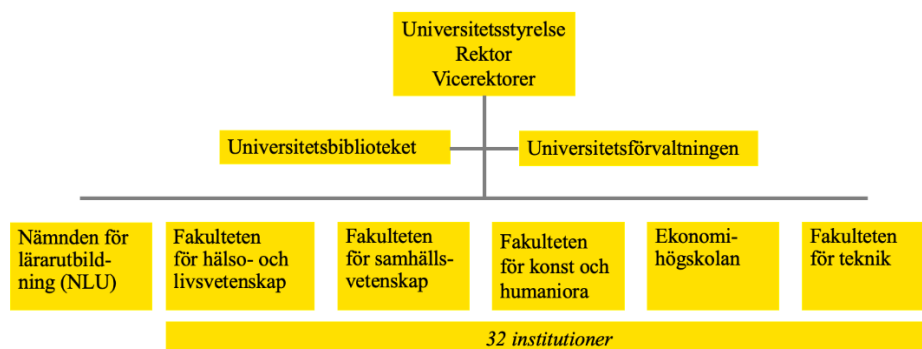 Universitetsstyrelse
Rektor
Vicerektorer
Universitetsbiblioteket
Universitetsförvaltningen
Nämnden för
lärarutbild-
ning (NLU)
Fakulteten
för hälso- och
livsvetenskap
Fakulteten
för samhälls-
vetenskap
Fakulteten
för konst och
humaniora
Ekonomi-
högskolan
Fakulteten
för teknik
32 institutioner